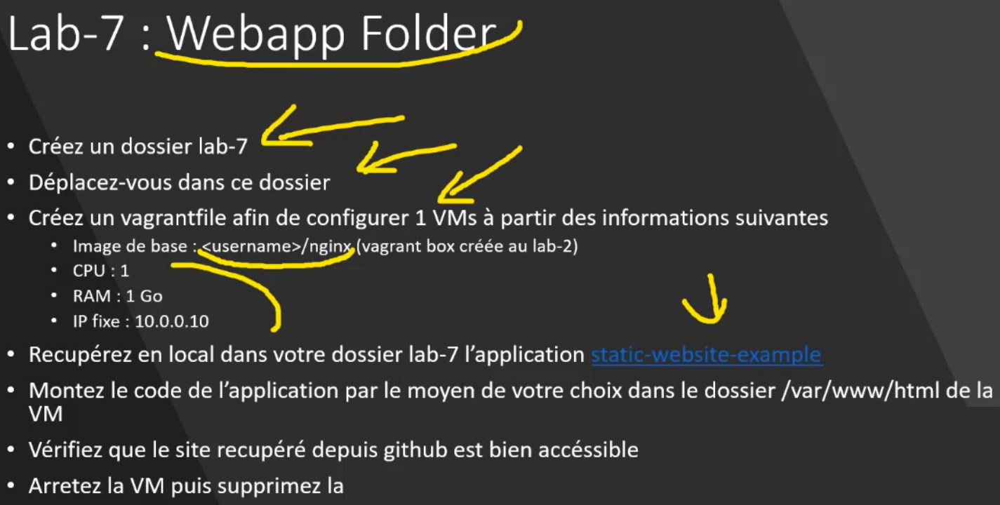 Lab-7 : Webapp Folder
• Créez un dossier lab-7
• Déplacez-vous dans ce dossier
• Créez un vagrantfile afin de configurer 1 VMs à partir des informations suivantes
• Image de base : <username>/nginx (vagrant box créée au lab-2)
• CPU : 1
• RAM : 1 Go
• IP fixe : 10.0.0.10
• Recupérez en local dans votre dossier lab-7 l’application static-website-example
• Montez le code de l’application par le moyen de votre choix dans le dossier /var/www/html de la
VM
• Vérifiez que le site recupéré depuis github est bien accéssible
• Arretez la VM puis supprimez la